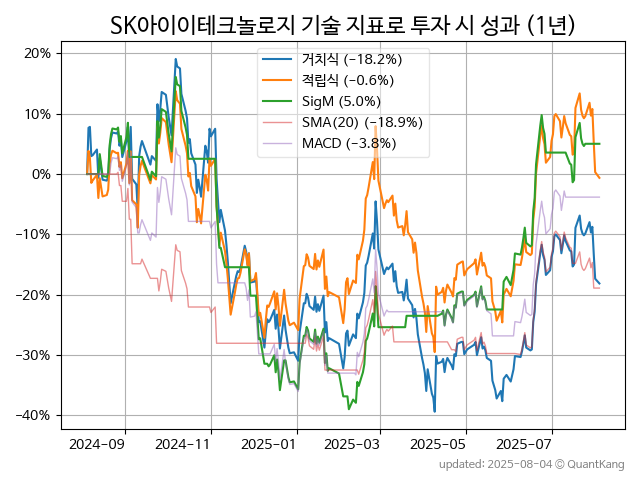 SK아이이테크놀로지 기술 지표로 투자 시 성과 (1년)
거치식 (−18.2%)
적립식 (−0.6%)
SigM (5.0%)
SMA(20) (−18.9%)
MACD (−3.8%)
20%
10%
0%
−10%
−20%
−30%
−40%
2024-09 2024-11 2025-01 2025-03 2025-05 2025-07
updated: 2025-08-04 © QuantKang